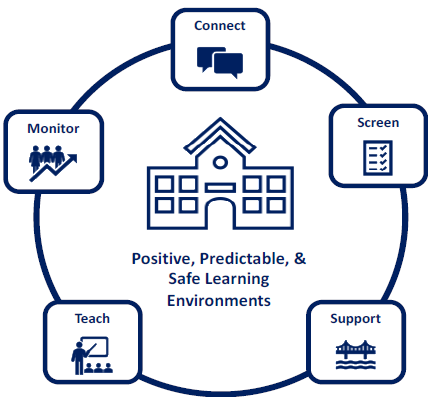 Connect
Monitor
Screen
Positive, Predictable, &
Safe Learning
Environments
Teach
Support